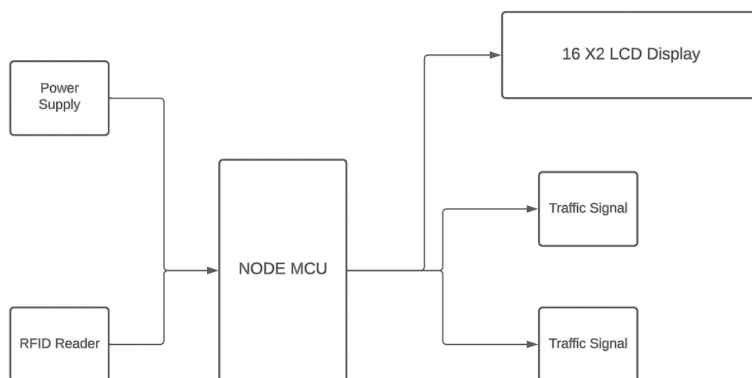 16 X2 LCD Display
Power
Supply
Traffic Signal
NODE MCU
RFID Reader
Traffic Signal